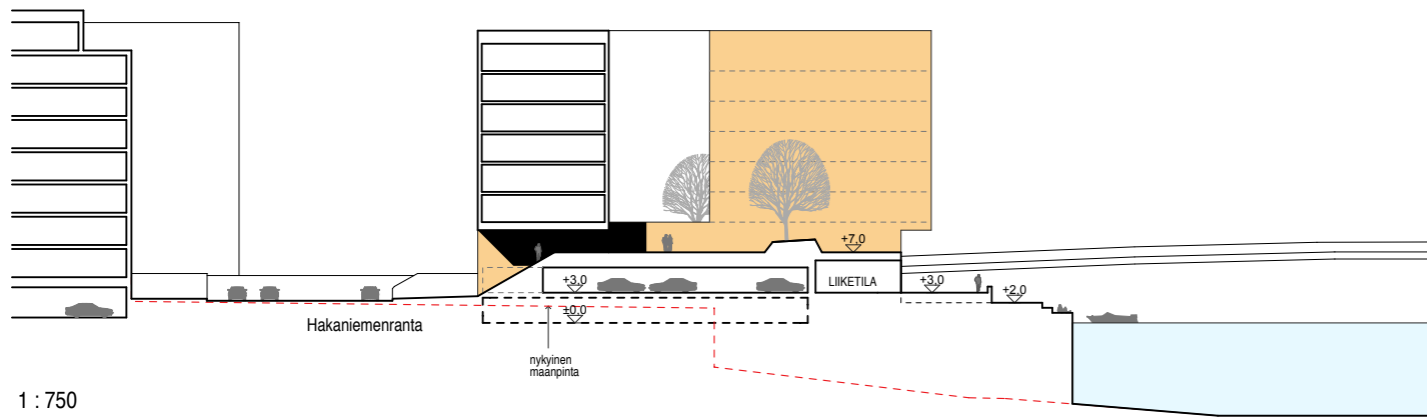 +7,0
+3,0
LIIKETILA
+3,0
+2,0
±0,0
Hakaniemenranta
nykyinen
maanpinta
1 : 750